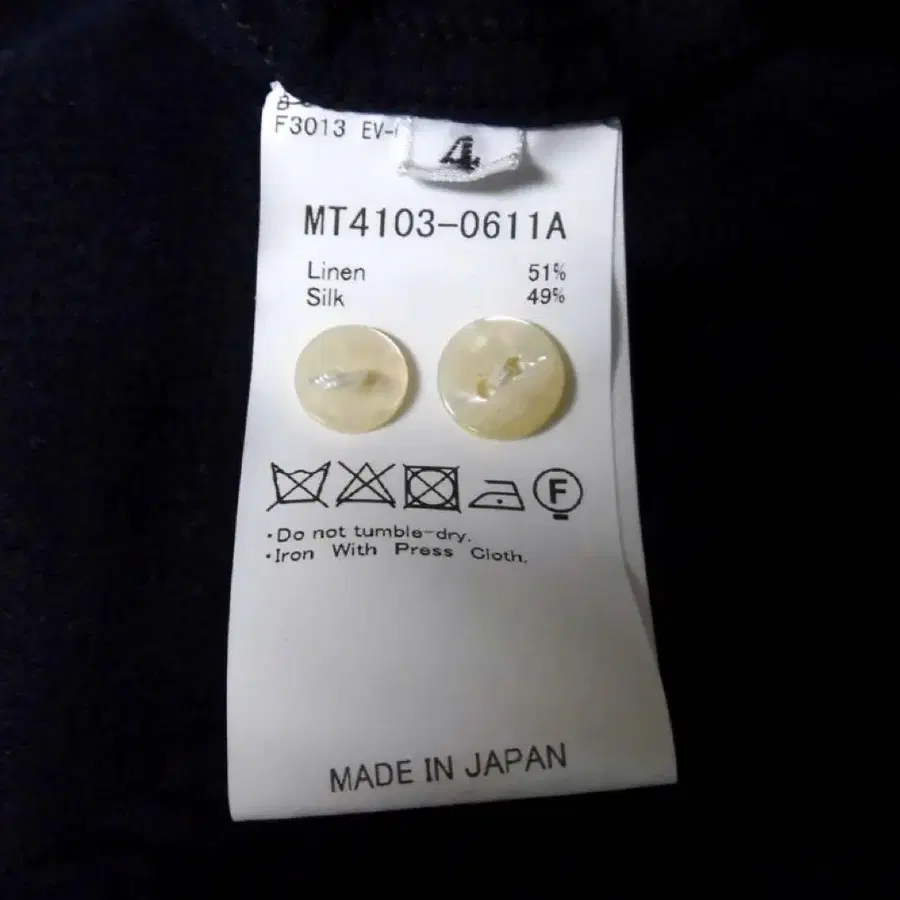 F3013 EV-
4
MT4103-0611A
Linen 51%
Silk 49%
F
·Do not tumble-dry.
·Iron With Press Cloth.
MADE IN JAPAN